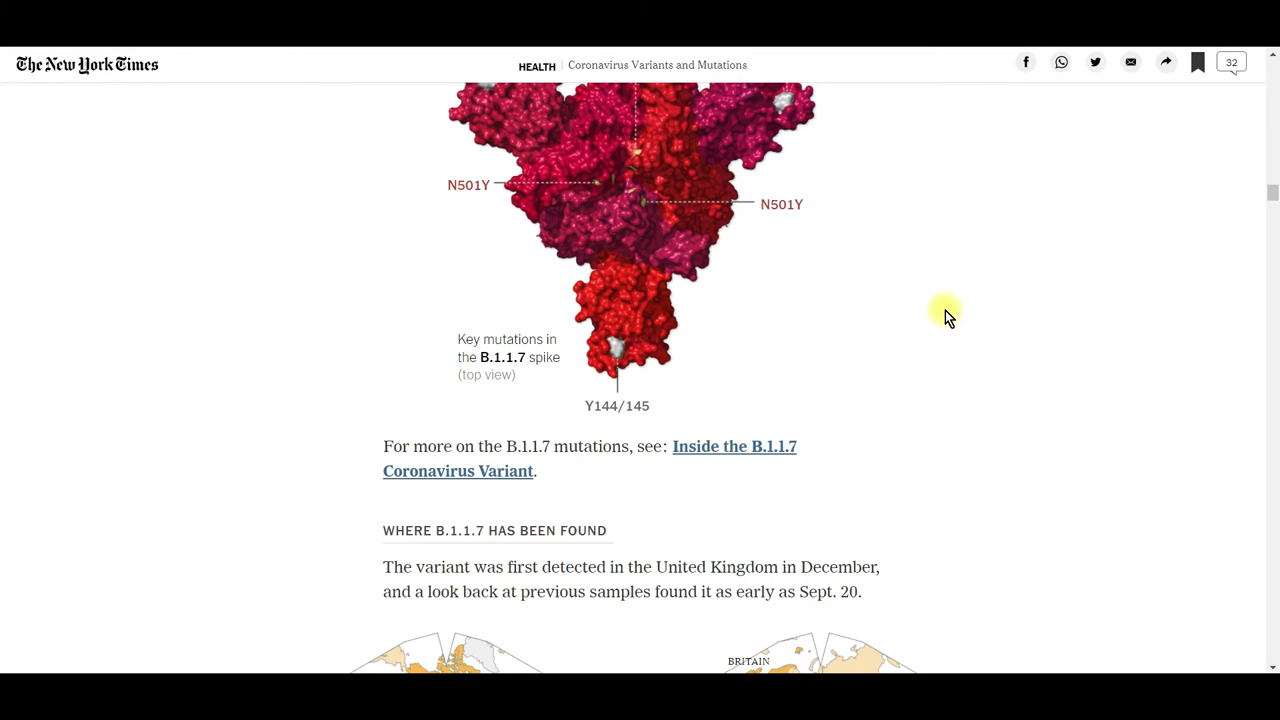 The New York Times
HEALTH | Coronavirus Variants and Mutations
32
N501Y
N501Y
Key mutations in
the B.1.1.7 spike
(top view)
Y144/145
For more on the B.1.1.7 mutations, see: Inside the B.1.1.7
Coronavirus Variant.
WHERE B.1.1.7 HAS BEEN FOUND
The variant was first detected in the United Kingdom in December,
and a look back at previous samples found it as early as Sept. 20.
BRITAIN